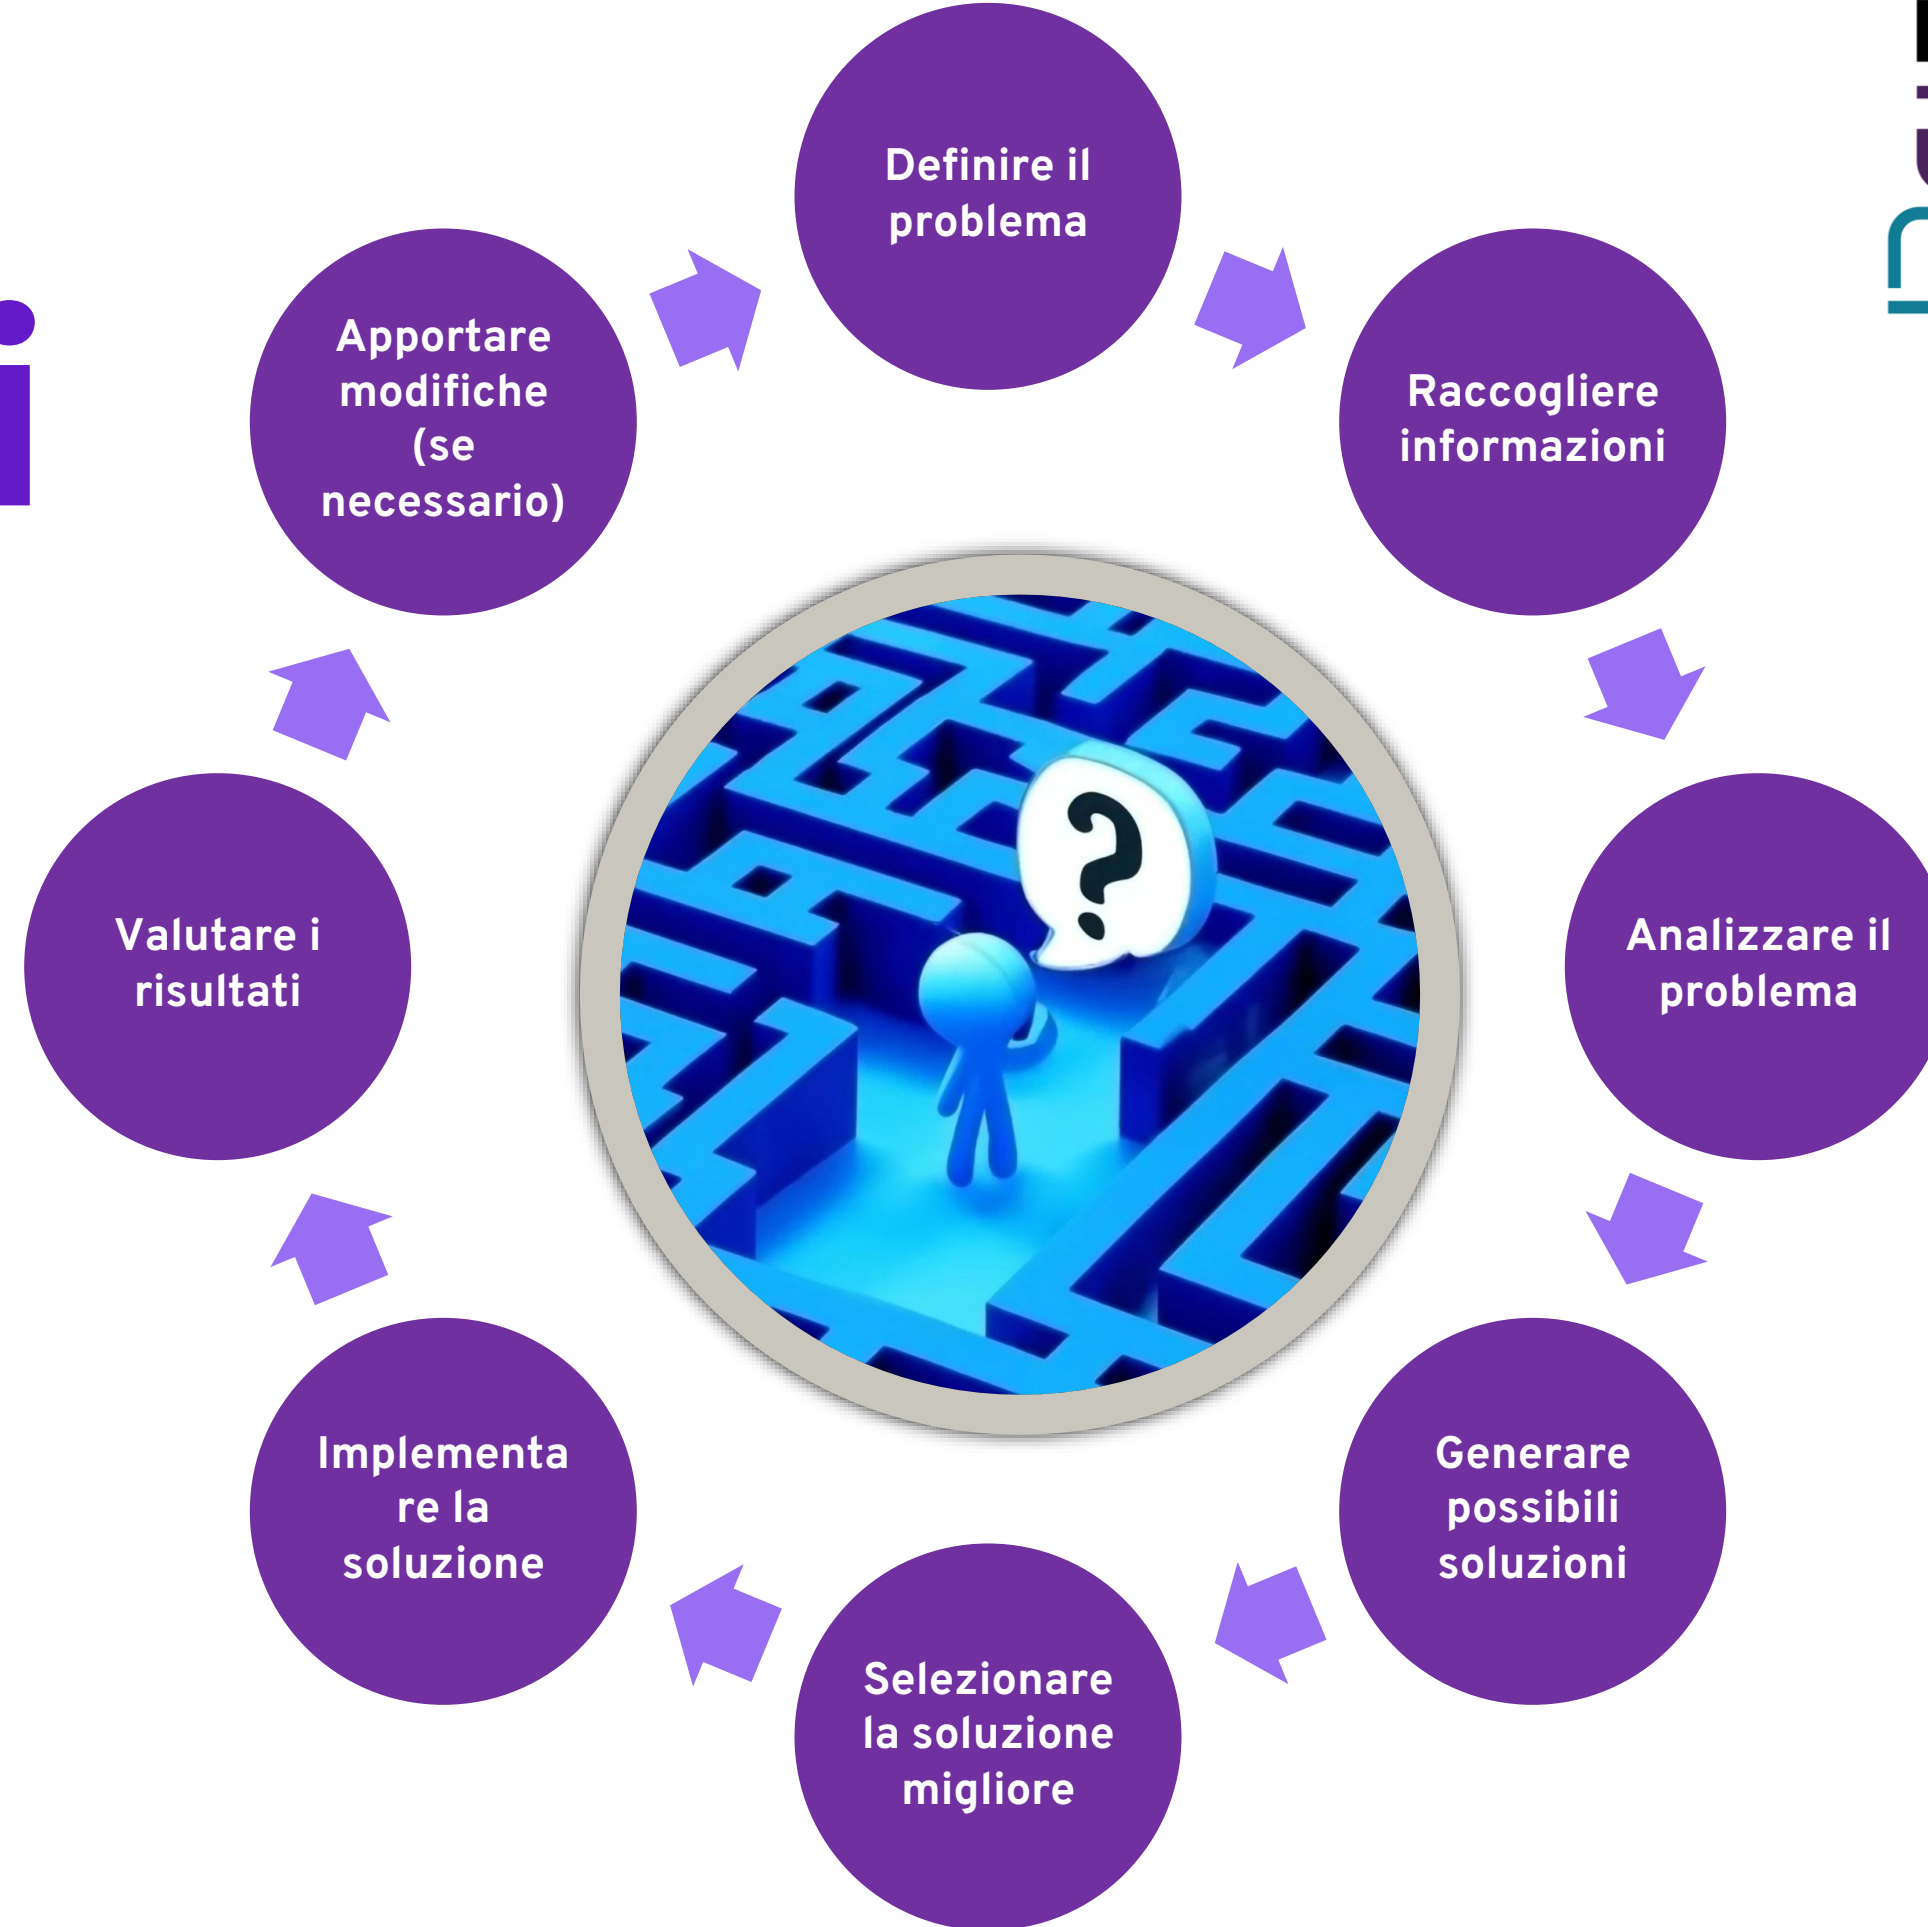 Definire il
problema
Raccogliere
informazioni
Analizzare il
problema
Generare
possibili
soluzioni
Selezionare
la soluzione
migliore
Implementa
re la
soluzione
Valutare i
risultati
Apportare
modifiche
(se
necessario)
?
i